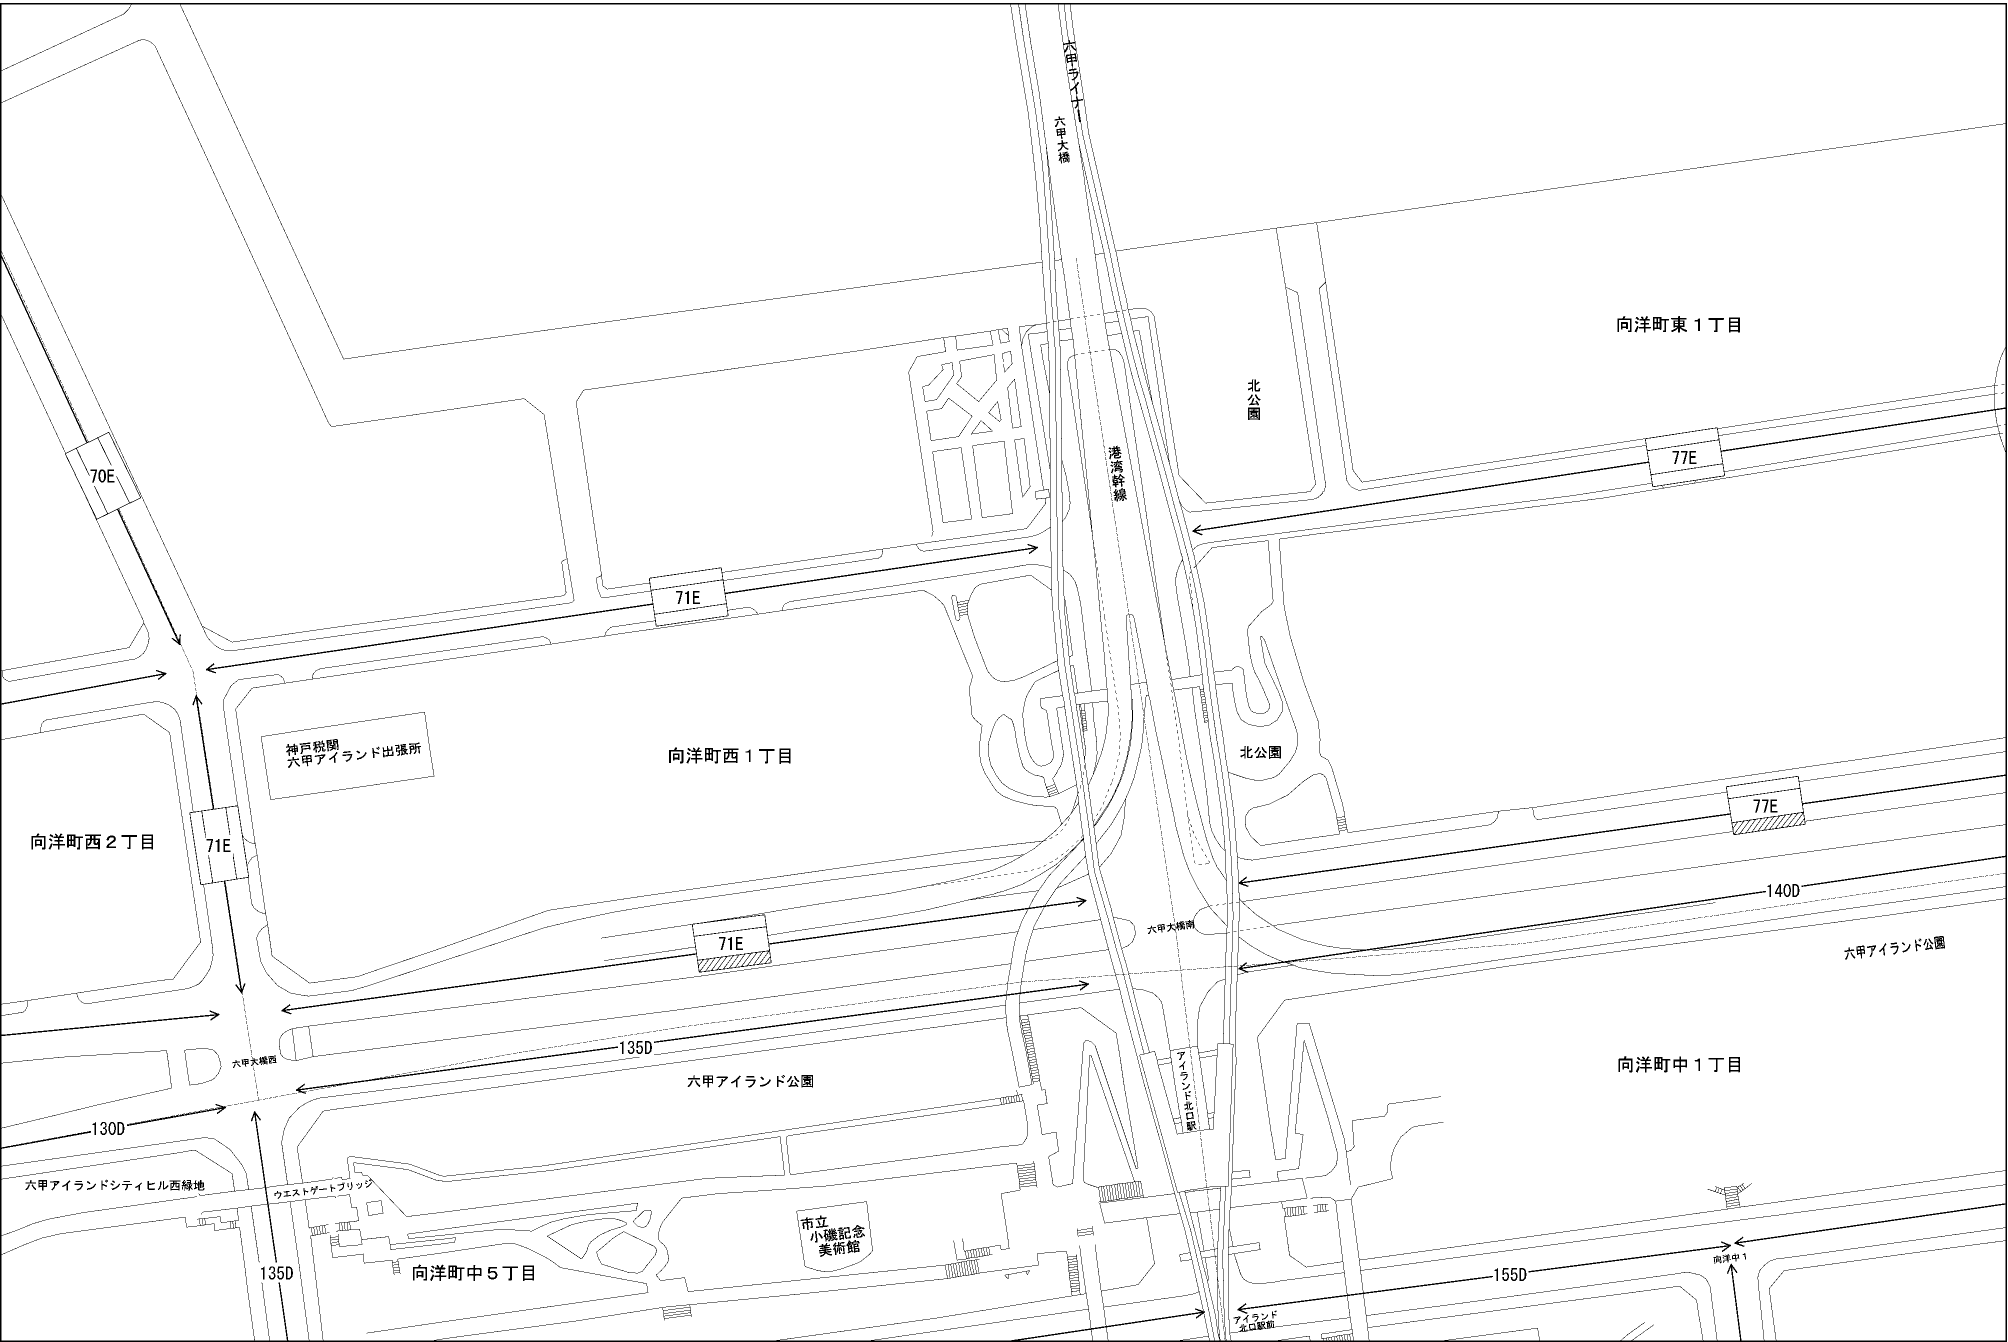 六甲ライナー
六甲大橋
向洋町東1丁目
北公園
港湾幹線
77E
70E
71E
北公園
神戸税関
六甲アイランド出張所
向洋町西1丁目
77E
向洋町西2丁目
71E
140D
71E
六甲大橋南
六甲アイランド公園
135D
六甲大橋西
六甲アイランド公園
アイランド北口駅
向洋町中1丁目
130D
六甲アイランドシティヒル西緑地
ウエストゲートブリッジ
市立
小磯記念
美術館
135D
向洋町中5丁目
向洋中1
155D
アイランド
北口駅前